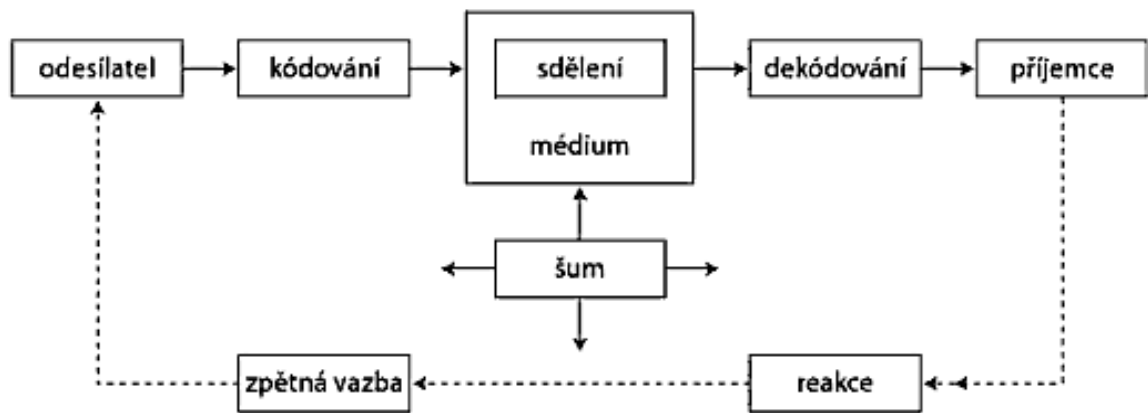 odesílatel
kódování
sdělení
médium
dekódování
příjemce
šum
zpětná vazba
reakce